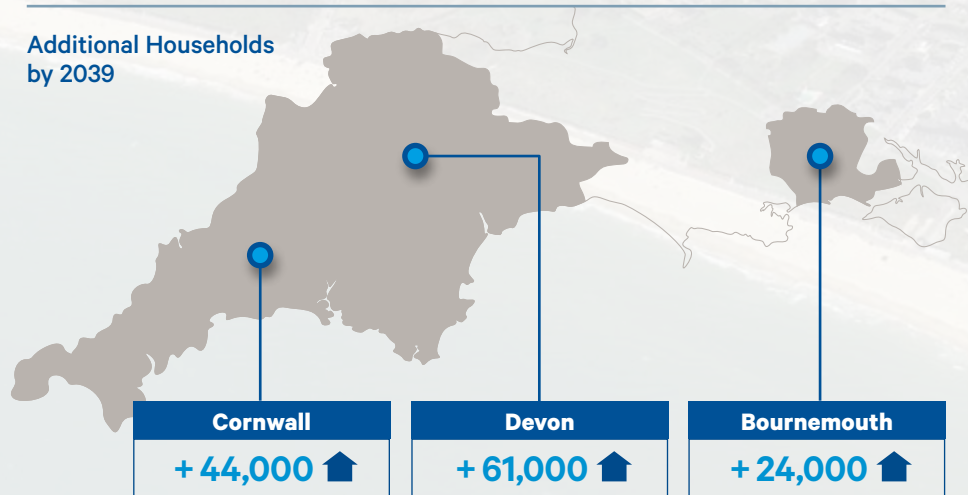 Additional Households
by 2039
Cornwall
+ 44,000
Devon
+ 61,000
Bournemouth
+ 24,000